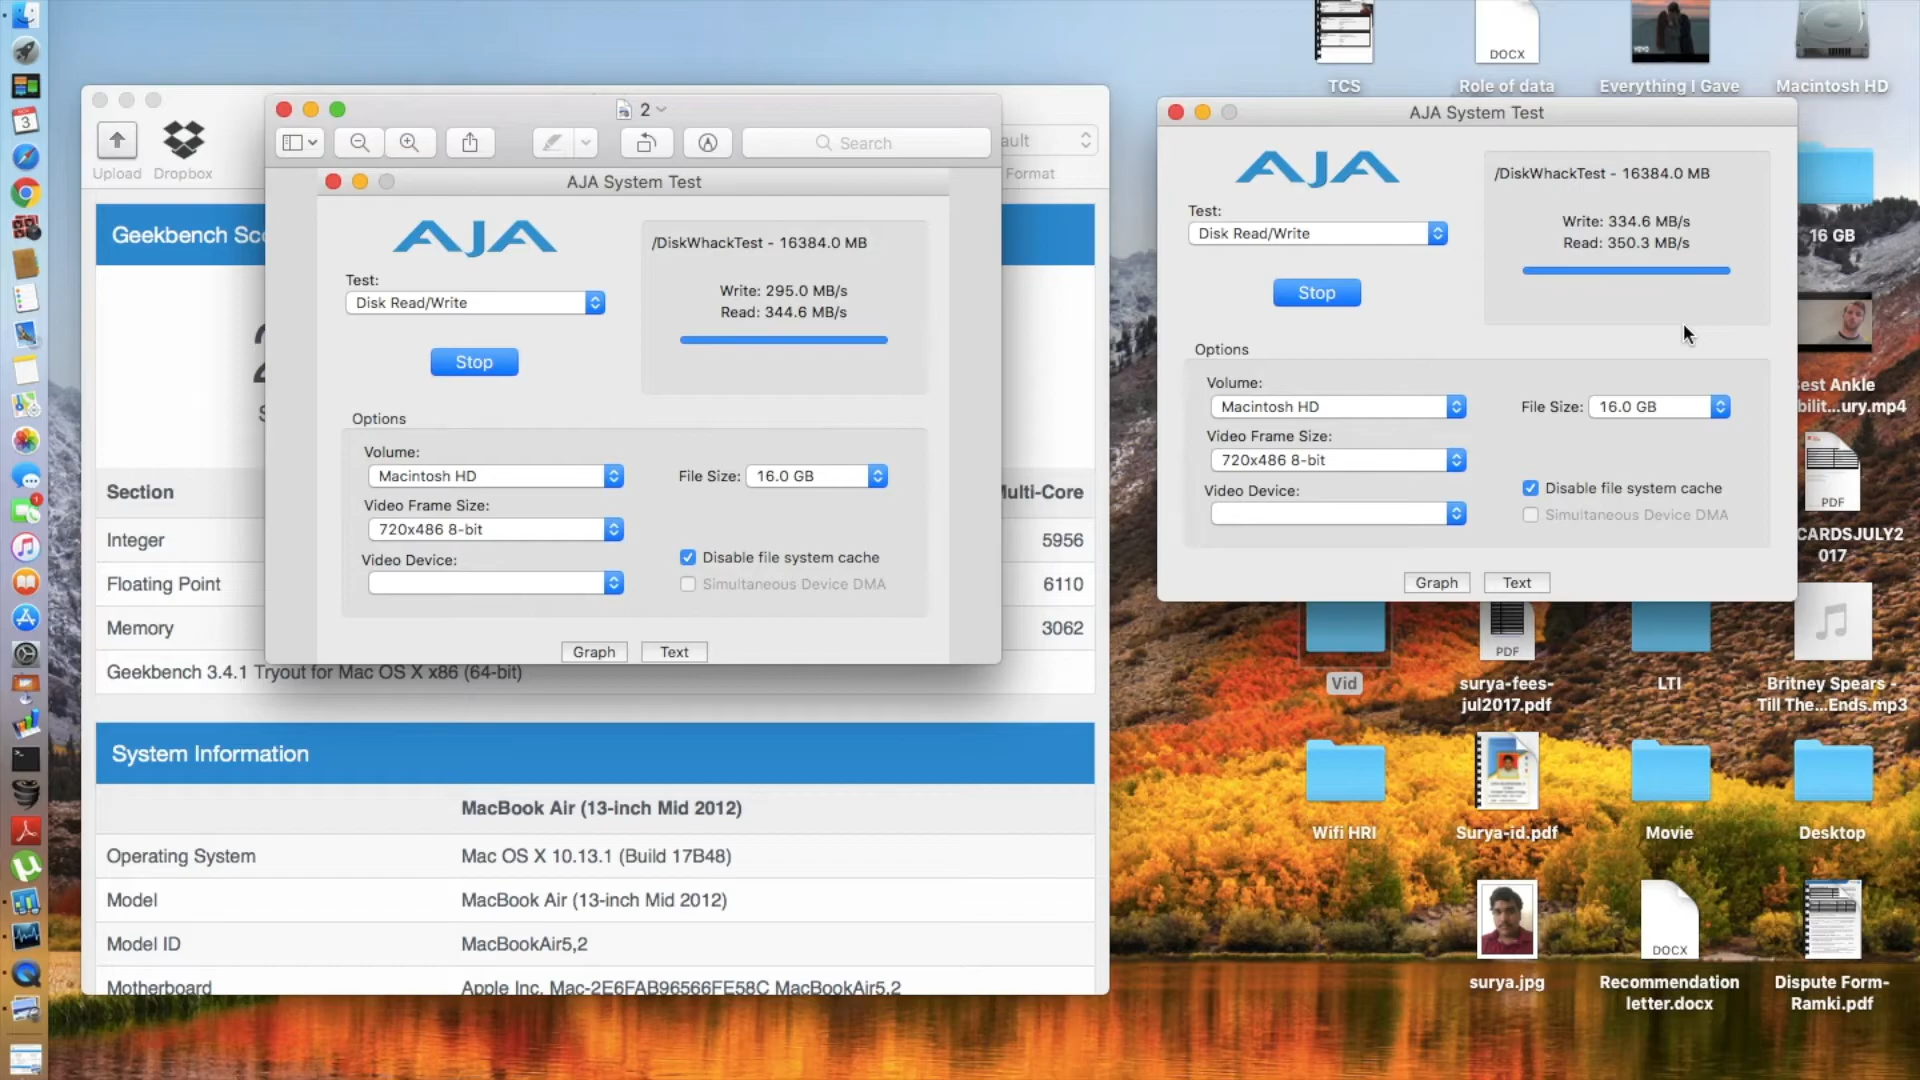 Upload
Dropbox
ault
Format
Geekbench Sco
2
Search
AJA System Test
AJA
/DiskWhackTest - 16384.0 MB
Write: 295.0 MB/s
Read: 344.6 MB/s
Test:
Disk Read/Write
Stop
Options
Volume:
Macintosh HD
File Size: 16.0 GB
Video Frame Size:
720x486 8-bit
Video Device:
Disable file system cache
Simultaneous Device DMA
Graph
Text
Section
Multi-Core
Integer
5956
Floating Point
6110
Memory
3062
Geekbench 3.4.1 Tryout for Mac OS X x86 (64-bit)
System Information
MacBook Air (13-inch Mid 2012)
Operating System
Mac OS X 10.13.1 (Build 17B48)
Model
MacBook Air (13-inch Mid 2012)
Model ID
MacBookAir5,2
Motherboard
Apple Inc. Mac-2E6FAB96566FE58C MacBookAir5,2
AJA System Test
AJA
/DiskWhackTest - 16384.0 MB
Write: 334.6 MB/s
Read: 350.3 MB/s
Test:
Disk Read/Write
Stop
Options
Volume:
Macintosh HD
File Size: 16.0 GB
Video Frame Size:
720x486 8-bit
Video Device:
Disable file system cache
Simultaneous Device DMA
Graph
Text
DOCX
TCS
Role of data
Everything I Gave
Macintosh HD
16 GB
Best Ankle
bilit...ury.mp4
PDF
CARDSJULY2
017
PDF
Vid
surya-fees-
jul2017.pdf
LTI
Britney Spears -
Till The...Ends.mp3
Wifi HRI
Surya-id.pdf
Movie
Desktop
DOCX
surya.jpg
Recommendation
letter.docx
Dispute Form-
Ramki.pdf
3
1